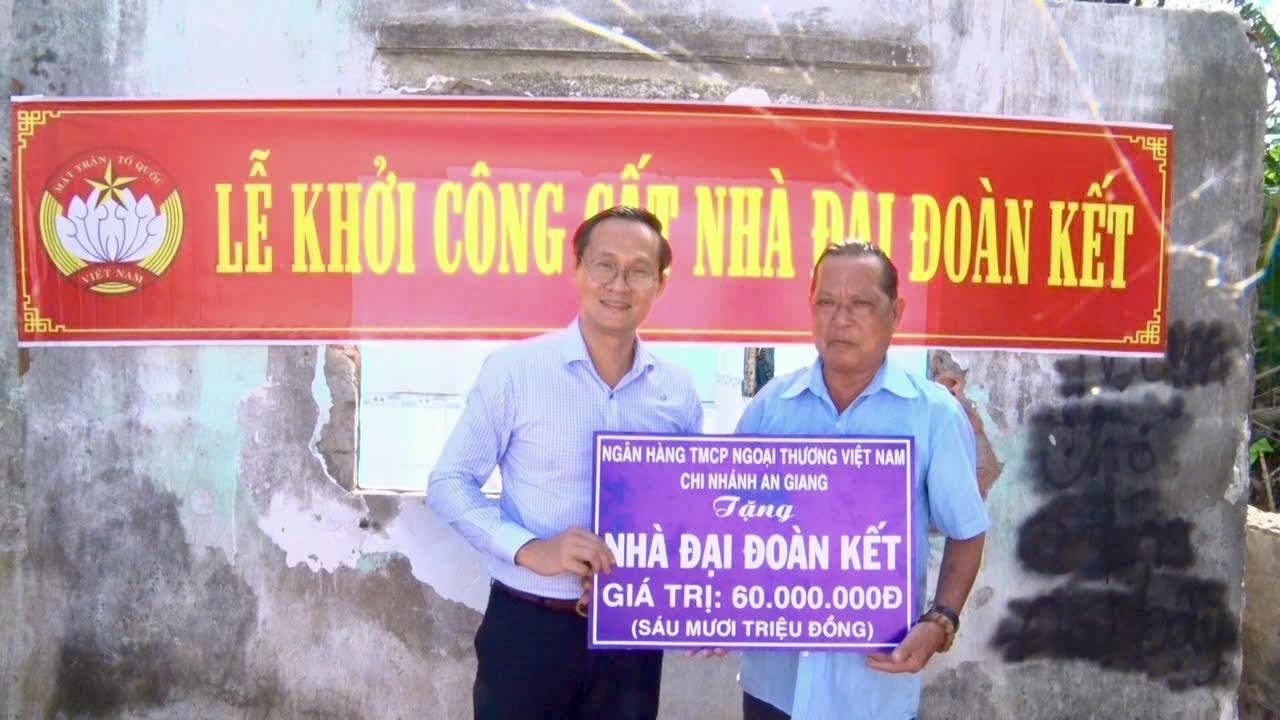 MẶT TRẬN TỔ QUỐC
VIỆT NAM
LỄ KHỞI CÔNG CẤT NHÀ ĐẠI ĐOÀN KẾT
NGÂN HÀNG TMCP NGOẠI THƯƠNG VIỆT NAM
CHI NHÁNH AN GIANG
Tặng
NHÀ ĐẠI ĐOÀN KẾT
GIÁ TRỊ: 60.000.000Đ
(SÁU MƯƠI TRIỆU ĐỒNG)